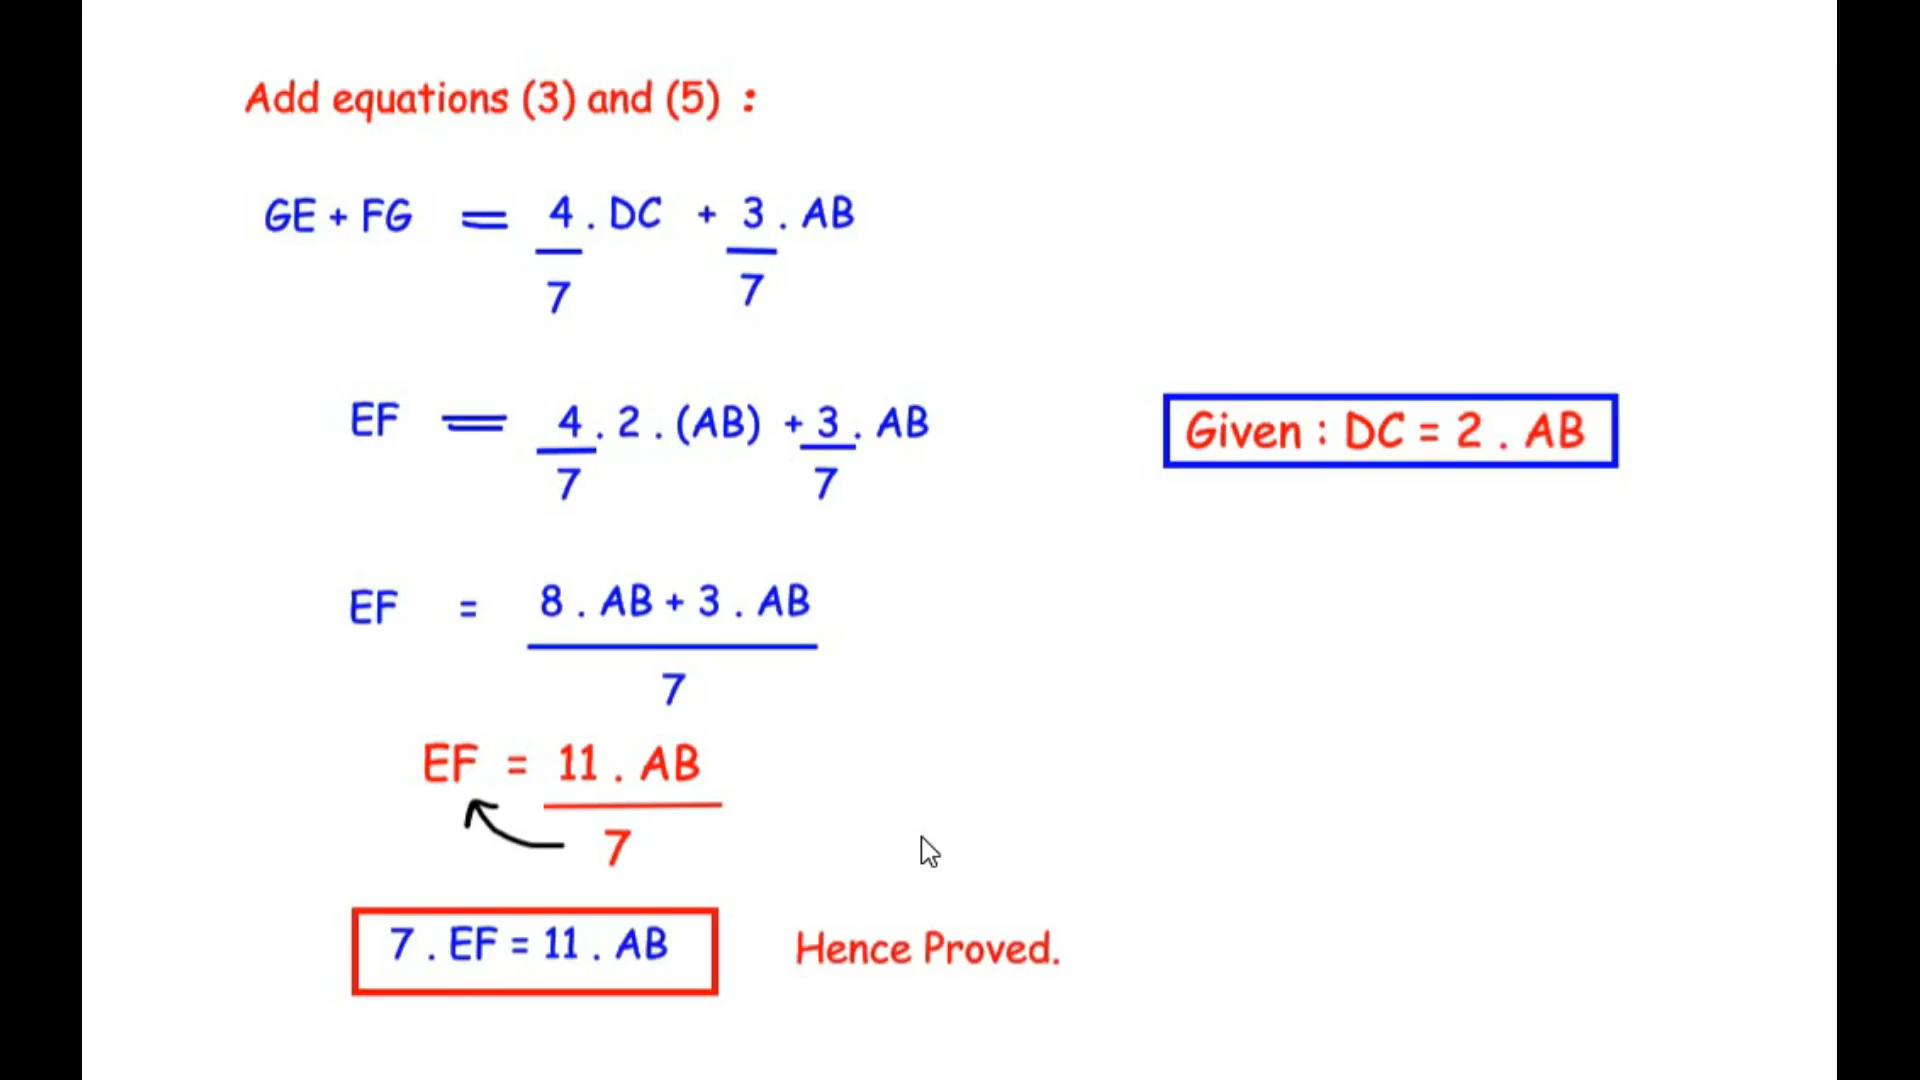 Add equations (3) and (5) :
GE + FG = 4 . DC + 3 . AB
7 7
EF = 4 . 2 . (AB) + 3 . AB
7 7
Given : DC = 2 . AB
EF = 8 . AB + 3 . AB
7
EF = 11 . AB
7
7 . EF = 11 . AB
Hence Proved.